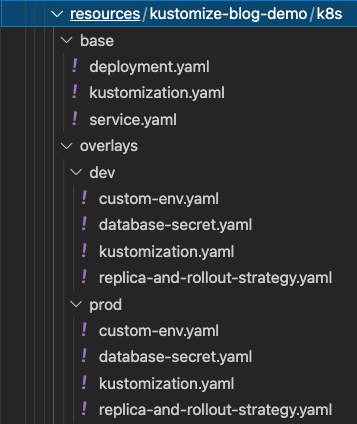 resources/kustomize-blog-demo/k8s
base
! deployment.yaml
! kustomization.yaml
! service.yaml
overlays
dev
! custom-env.yaml
! database-secret.yaml
! kustomization.yaml
! replica-and-rollout-strategy.yaml
prod
! custom-env.yaml
! database-secret.yaml
! kustomization.yaml
! replica-and-rollout-strategy.yaml